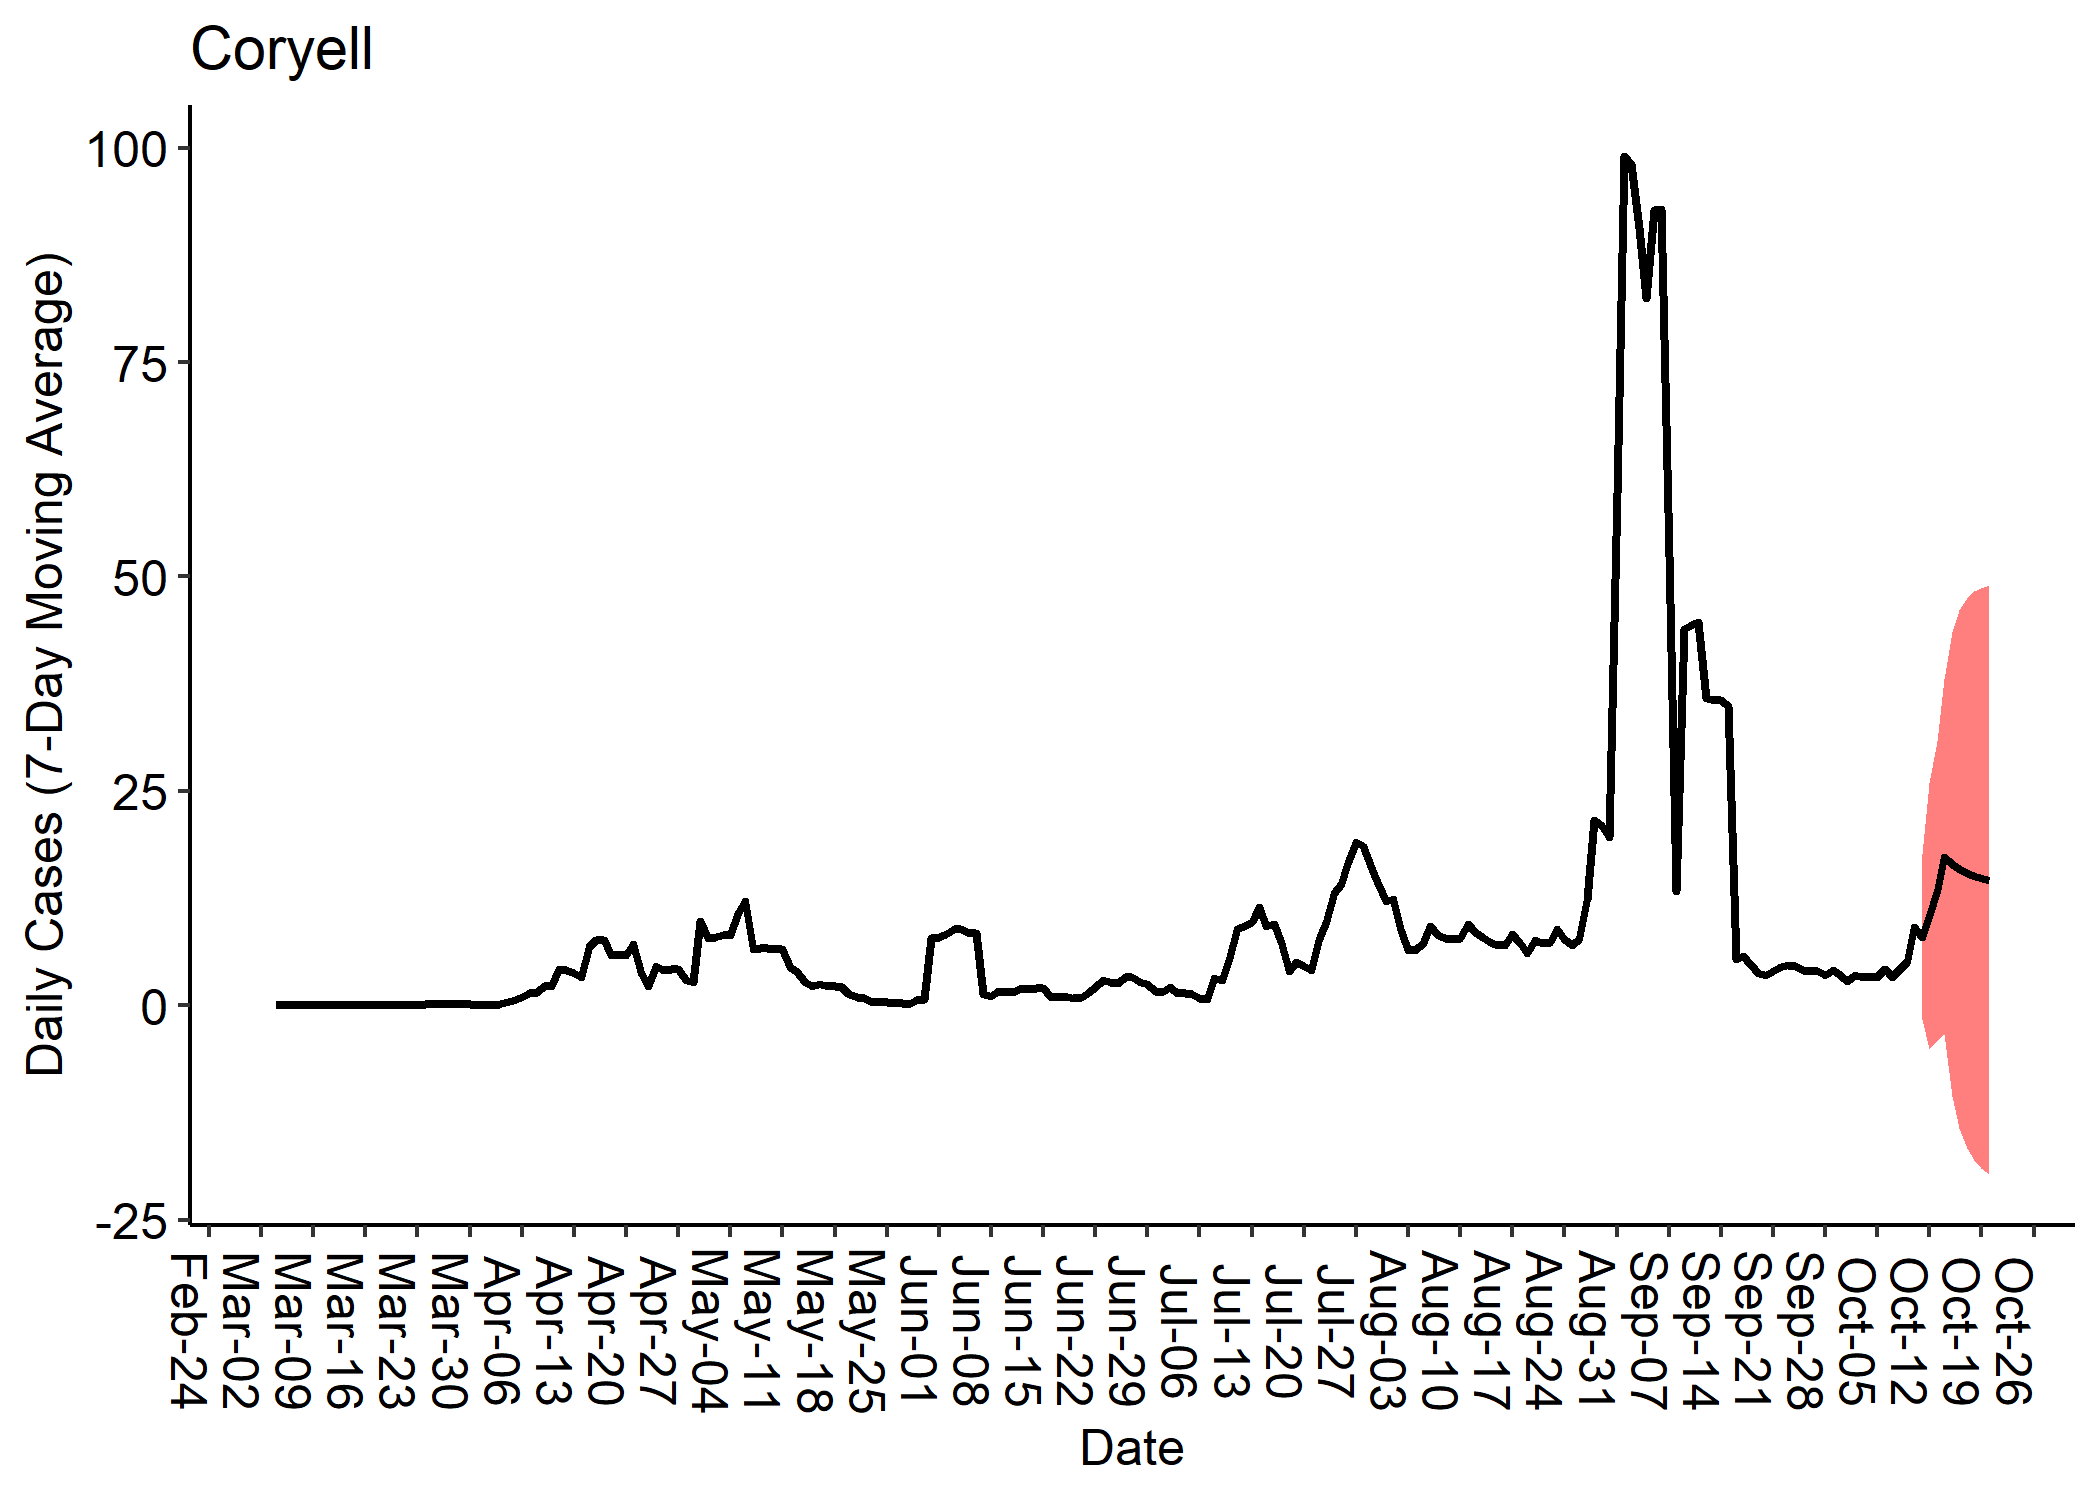 Coryell
Daily Cases (7-Day Moving Average)
100
75
50
25
0
-25
Feb-24
Mar-02
Mar-09
Mar-16
Mar-23
Mar-30
Apr-06
Apr-13
Apr-20
Apr-27
May-04
May-11
May-18
May-25
Jun-01
Jun-08
Jun-15
Jun-22
Jun-29
Jul-06
Jul-13
Jul-20
Jul-27
Aug-03
Aug-10
Aug-17
Aug-24
Aug-31
Sep-07
Sep-14
Sep-21
Sep-28
Oct-05
Oct-12
Oct-19
Oct-26
Date